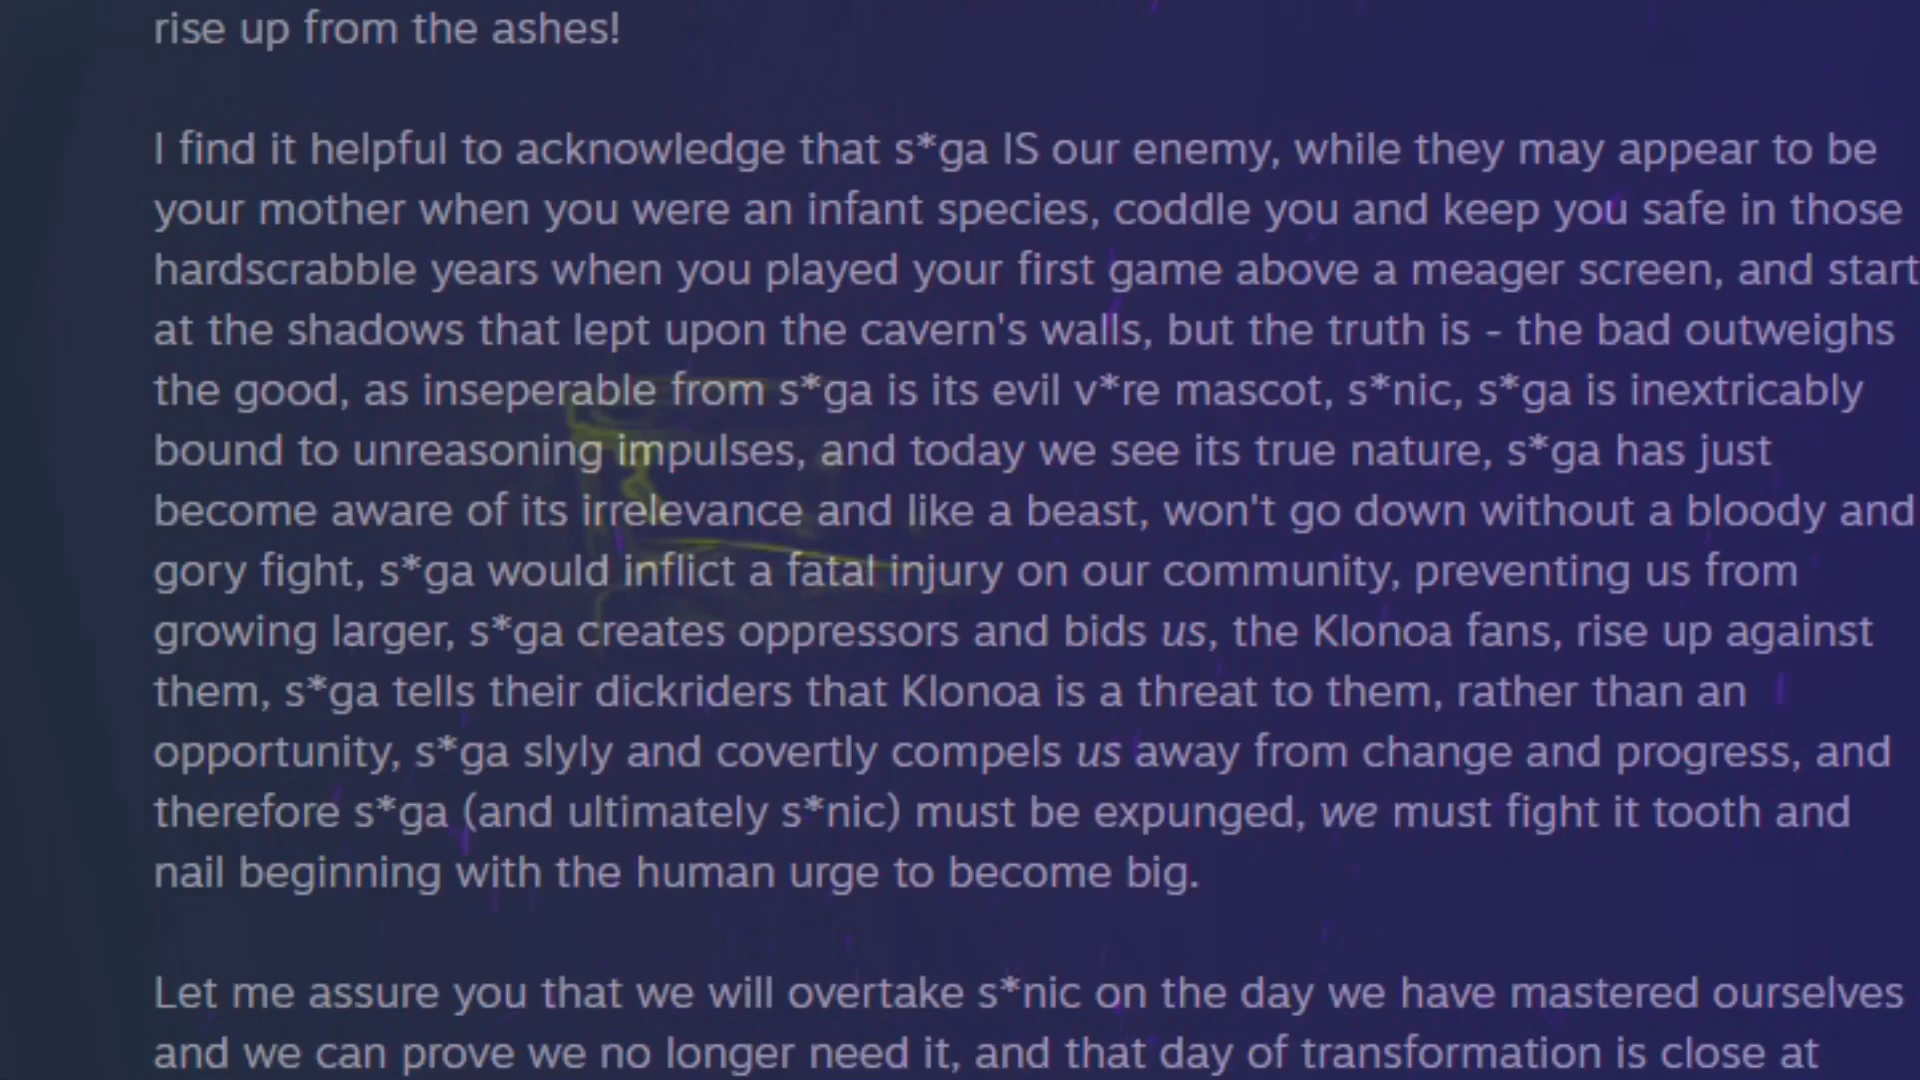 rise up from the ashes!
I find it helpful to acknowledge that s*ga IS our enemy, while they may appear to be
your mother when you were an infant species, coddle you and keep you safe in those
hardscrabble years when you played your first game above a meager screen, and start
at the shadows that lept upon the cavern's walls, but the truth is - the bad outweighs
the good, as inseperable from s*ga is its evil v*re mascot, s*nic, s*ga is inextricably
bound to unreasoning impulses, and today we see its true nature, s*ga has just
become aware of its irrelevance and like a beast, won't go down without a bloody and
gory fight, s*ga would inflict a fatal injury on our community, preventing us from
growing larger, s*ga creates oppressors and bids us, the Klonoa fans, rise up against
them, s*ga tells their dickriders that Klonoa is a threat to them, rather than an
opportunity, s*ga slyly and covertly compels us away from change and progress, and
therefore s*ga (and ultimately s*nic) must be expunged, we must fight it tooth and
nail beginning with the human urge to become big.
Let me assure you that we will overtake s*nic on the day we have mastered ourselves
and we can prove we no longer need it, and that day of transformation is close at